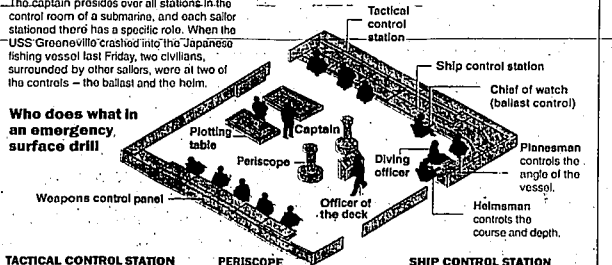 The captain presides over all stations in the
control room of a submarine, and each sailor
stationed there has a specific role. When the
USS Greeneville crashed into the Japanese
fishing vessel last Friday, two civilians,
surrounded by other sailors, were at two of
the controls – the ballast and the helm.
Who does what in
an emergency
surface drill
Tactical
control
station
Ship control station
Chief of watch
(ballast control)
Plotting
table
Captain
Periscope
Diving
officer
Planesman
controls the
angle of the
vessel.
Weapons control panel
Officer of
the deck
Helmsman
controls the
course and depth.
TACTICAL CONTROL STATION
PERISCOPE
SHIP CONTROL STATION